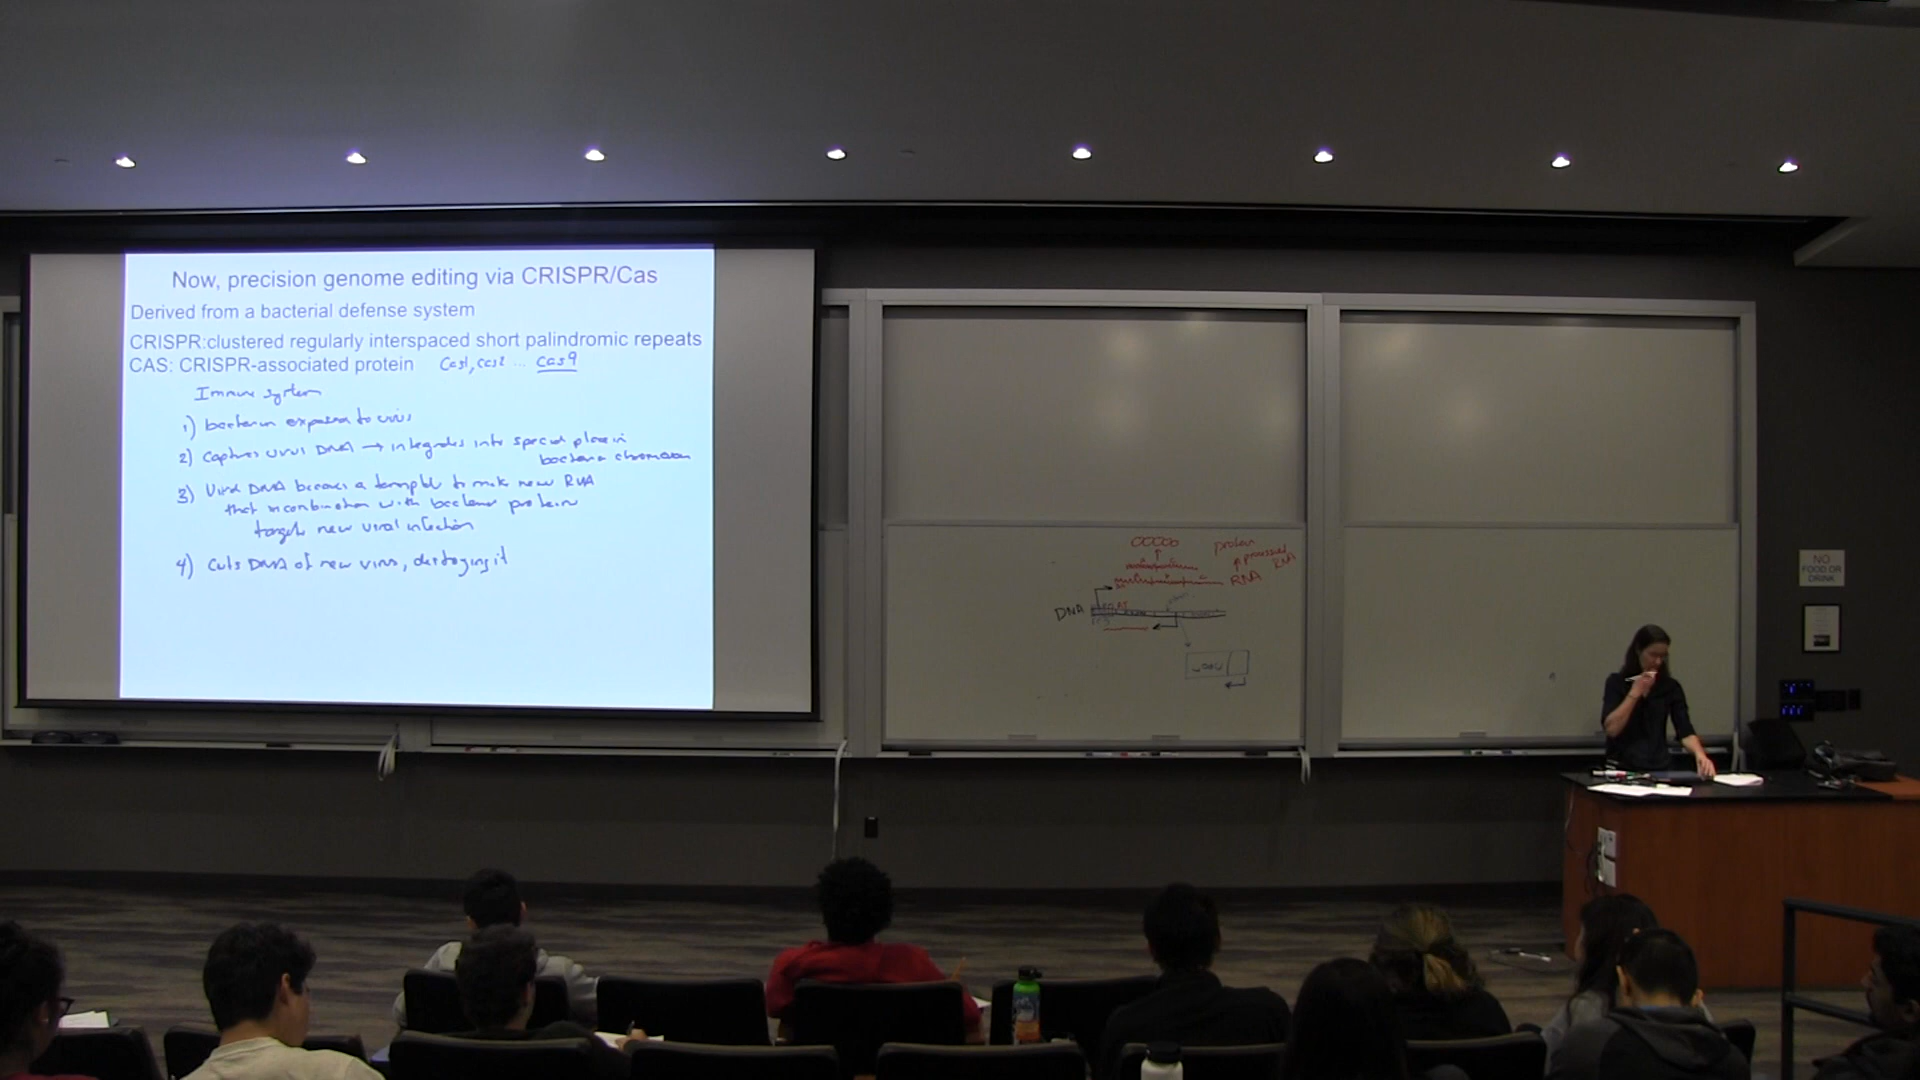 Now, precision genome editing via CRISPR/Cas
Derived from a bacterial defense system
CRISPR:clustered regularly interspaced short palindromic repeats
CAS: CRISPR-associated protein Cas1, cas2 ... cas9
Immune system
1) bacterium exposed to virus
2) Captures virus DNA → integrates into special place in
bacteria chromosome
3) Viral DNA becomes a template to make new RNA
that in combination with bacterial protein
targets new viral infection
4) Cuts DNA of new virus, destroying it
protein
processed
RNA
RNA
DNA
NO
FOOD OR
DRINK